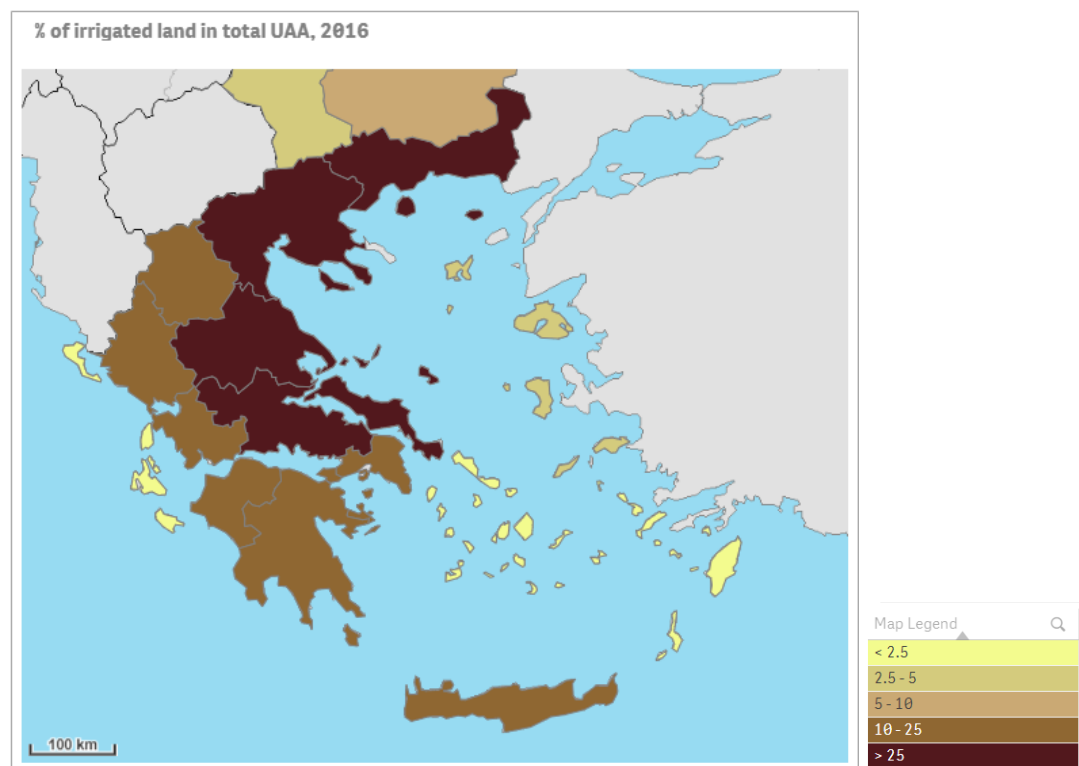 % of irrigated land in total UAA, 2016
100 km
Map Legend
< 2.5
2.5 - 5
5 - 10
10 - 25
> 25